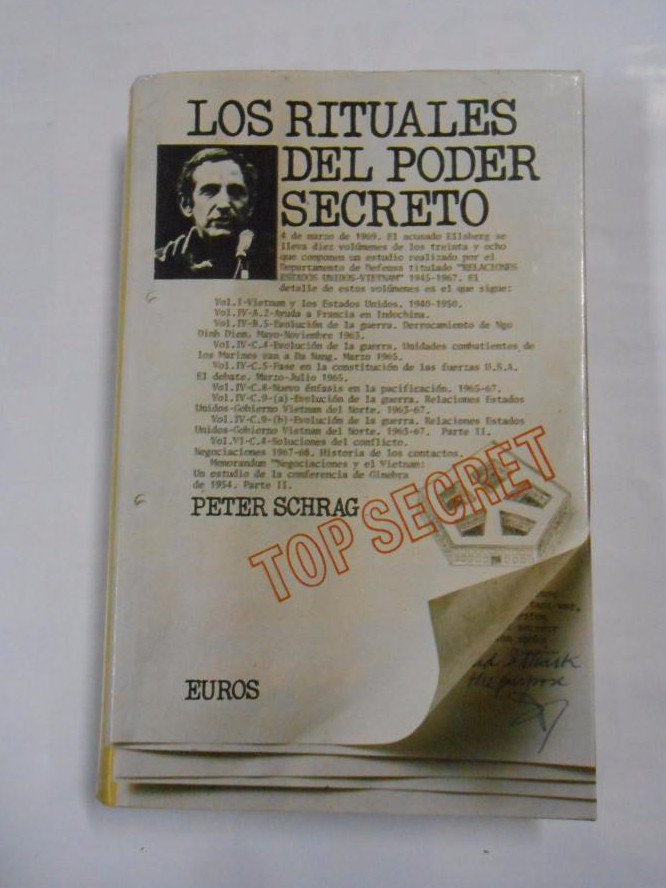 LOS RITUALES
DEL PODER
SECRETO
4 de marzo de 1969. El acusado Ellsberg se
lleva diez volúmenes de los treinta y ocho
que componen un estudio realizado por el
Departamento de Defensa titulado "RELACIONES
ESTADOS UNIDOS-VIETNAM" 1945-1967. El
detalle de estos volúmenes es el que sigue:
Vol.I-Vietnam y los Estados Unidos. 1940-1950.
Vol.IV-A.2-Ayuda a Francia en Indochina.
Vol.IV-B.5-Evolución de la guerra. Derrocamiento de Ngo
Dinh Diem. Mayo-Noviembre 1963.
Vol.IV-C.4-Evolución de la guerra. Unidades combatientes de
los Marines van a Da Nang. Marzo 1965.
Vol.IV-C.5-Fase en la constitución de las fuerzas U.S.A.
El debate. Marzo-Julio 1965.
Vol.IV-C.8-Nuevo énfasis en la pacificación. 1965-67.
Vol.IV-C.9-(a)-Evolución de la guerra. Relaciones Estados
Unidos-Gobierno Vietnam del Norte. 1963-67.
Vol.IV-C.9-(b)-Evolución de la guerra. Relaciones Estados
Unidos-Gobierno Vietnam del Norte. 1963-67. Parte II.
Vol.VI-C.4-Soluciones del conflicto.
Negociaciones 1967-68. Historia de los contactos.
Memorandum "Negociaciones y el Vietnam:
Un estudio de la conferencia de Ginebra
de 1954. Parte II.
PETER SCHRAG
TOP SECRET
the purpose
EUROS